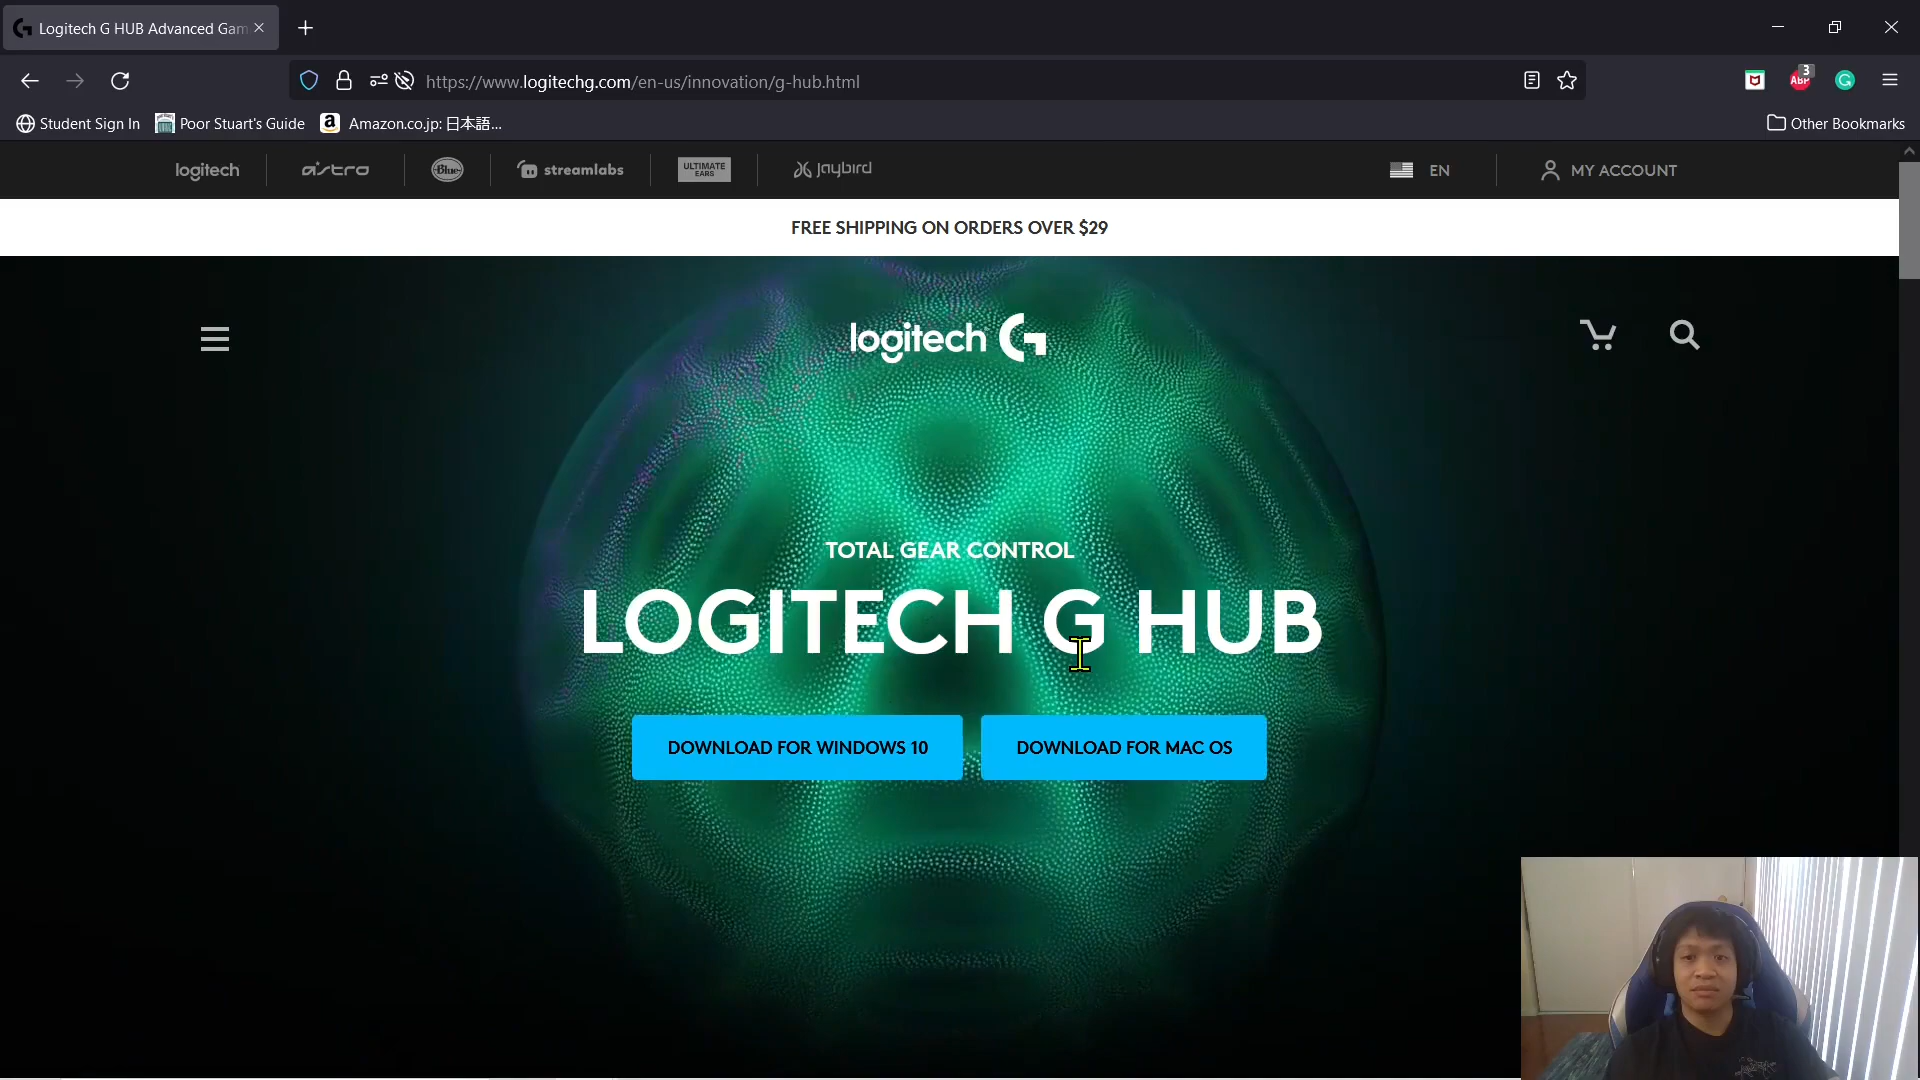 Logitech G HUB Advanced Gam
https://www.logitechg.com/en-us/innovation/g-hub.html
3
ABP
Student Sign In
Poor Stuart's Guide
Amazon.co.jp: 日本語...
Other Bookmarks
logitech
astro
Blue
streamlabs
ULTIMATE
EARS
jaybird
EN
MY ACCOUNT
FREE SHIPPING ON ORDERS OVER $29
logitech G
TOTAL GEAR CONTROL
LOGITECH G HUB
DOWNLOAD FOR WINDOWS 10
DOWNLOAD FOR MAC OS